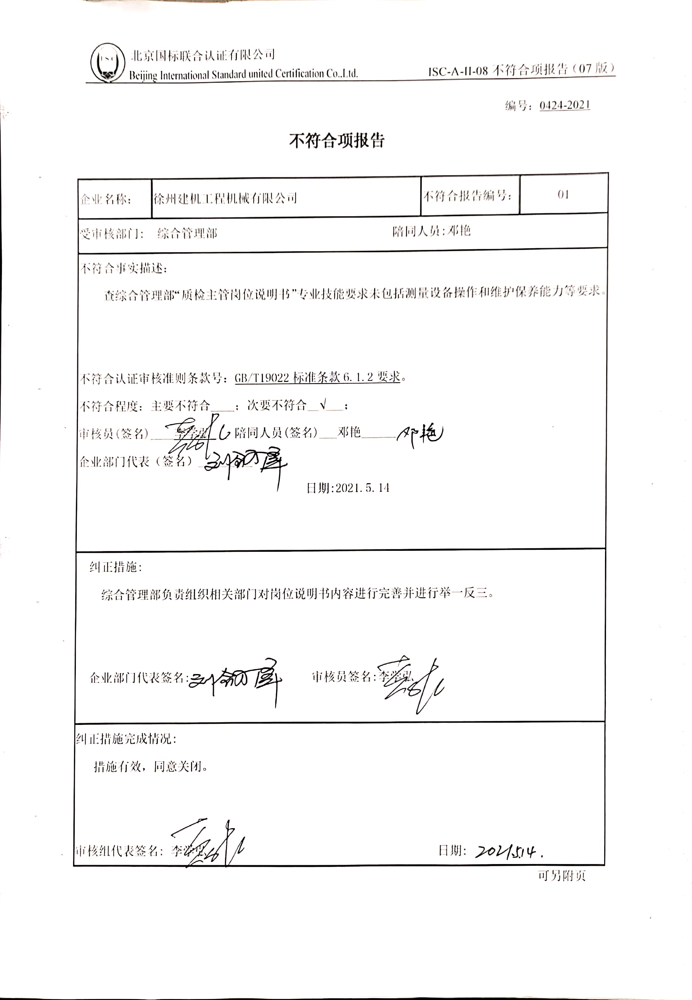 ISC
北京国标联合认证有限公司
Beijing International Standard united Certification Co.,Ltd.
ISC-A-II-08 不符合项报告（07 版）
编号：0424-2021
不符合项报告
企业名称：
徐州建机工程机械有限公司
不符合报告编号：
01
受审核部门： 综合管理部
陪同人员：邓艳
不符合事实描述：
查综合管理部“质检主管岗位说明书”专业技能要求未包括测量设备操作和维护保养能力等要求。
不符合认证审核准则条款号：GB/T19022 标准条款 6.1.2 要求。
不符合程度：主要不符合____；次要不符合__√__；
审核员(签名)____李学弘 陪同人员(签名)___邓艳______ 邓艳
企业部门代表（签名）
日期:2021.5.14
纠正措施：
综合管理部负责组织相关部门对岗位说明书内容进行完善并进行举一反三。
企业部门代表签名：
审核员签名：李学弘
纠正措施完成情况：
措施有效，同意关闭。
审核组代表签名：李学弘
日期： 2021.5.14.
可另附页